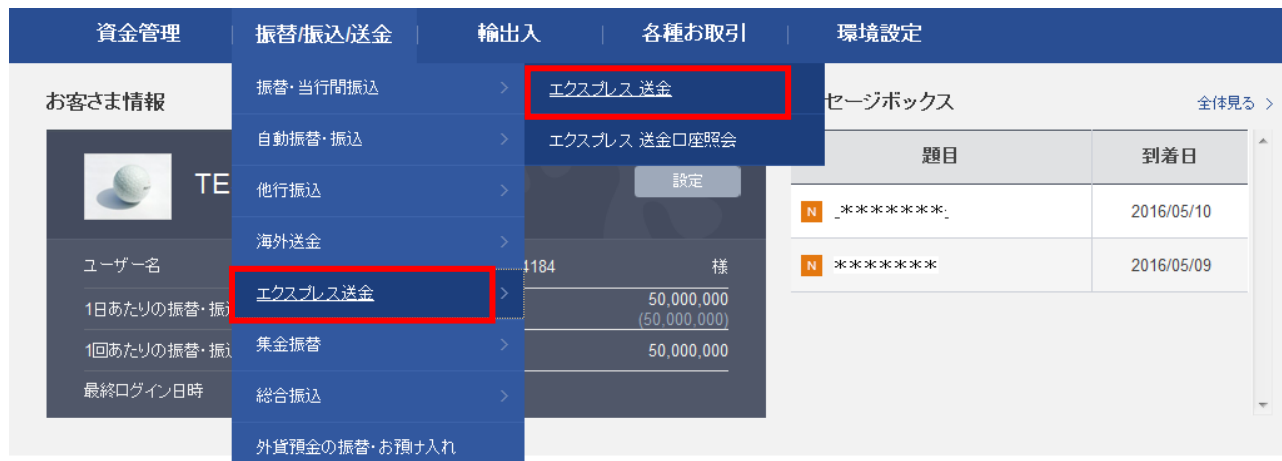 資金管理 振替/振込/送金 輸出入 各種お取引 環境設定
振替・当行間振込
自動振替・振込
他行振込
海外送金
エクスプレス送金
集金振替
総合振込
外貨預金の振替・お預け入れ
エクスプレス 送金
エクスプレス 送金口座照会
お客さま情報
TE
設定
ユーザー名 4184 様
1日あたりの振替・振込 50,000,000
(50,000,000)
1回あたりの振替・振込 50,000,000
最終ログイン日時
セージボックス 全体見る >
題目 到着日
N *******: 2016/05/10
N ******* 2016/05/09